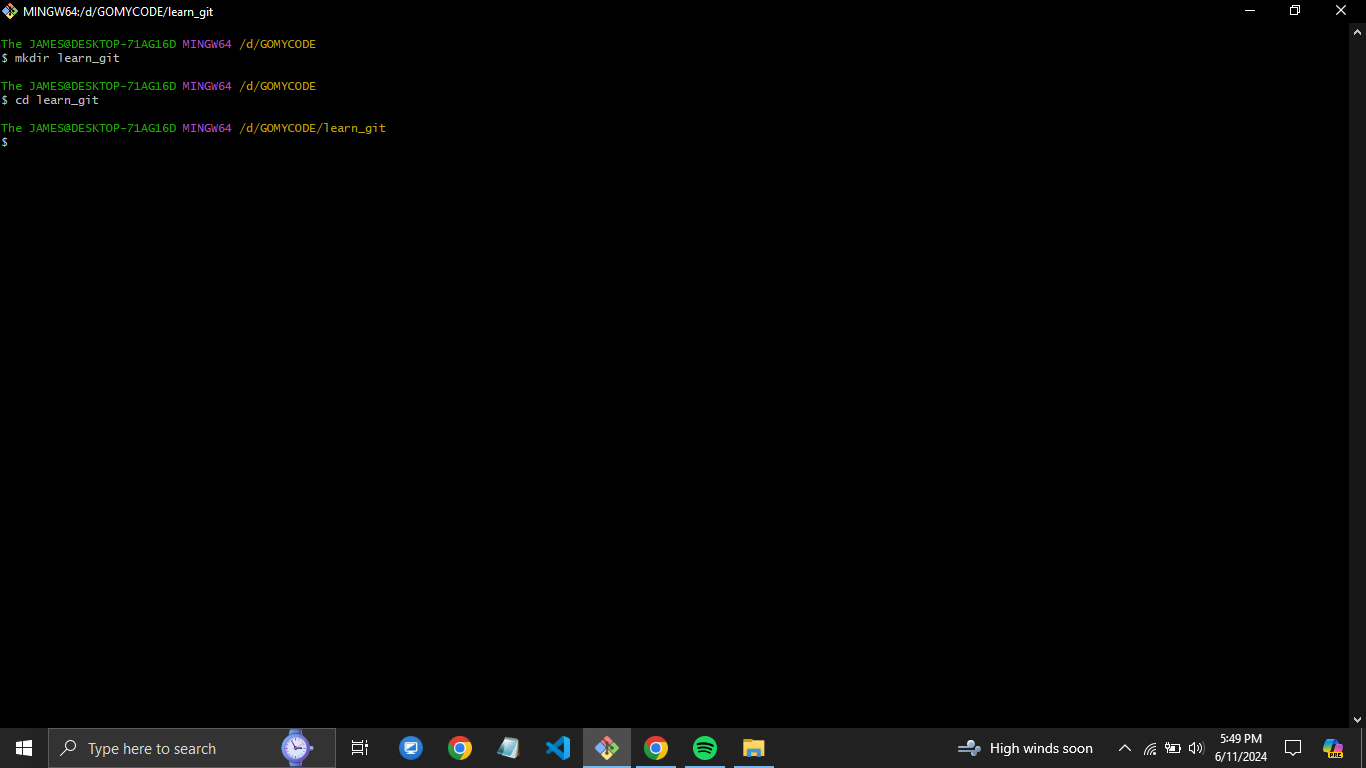 MINGW64:/d/GOMYCODE/learn_git
The JAMES@DESKTOP-71AG16D MINGW64 /d/GOMYCODE
$ mkdir learn_git
The JAMES@DESKTOP-71AG16D MINGW64 /d/GOMYCODE
$ cd learn_git
The JAMES@DESKTOP-71AG16D MINGW64 /d/GOMYCODE/learn_git
$
Type here to search
High winds soon
5:49 PM
6/11/2024
PRE